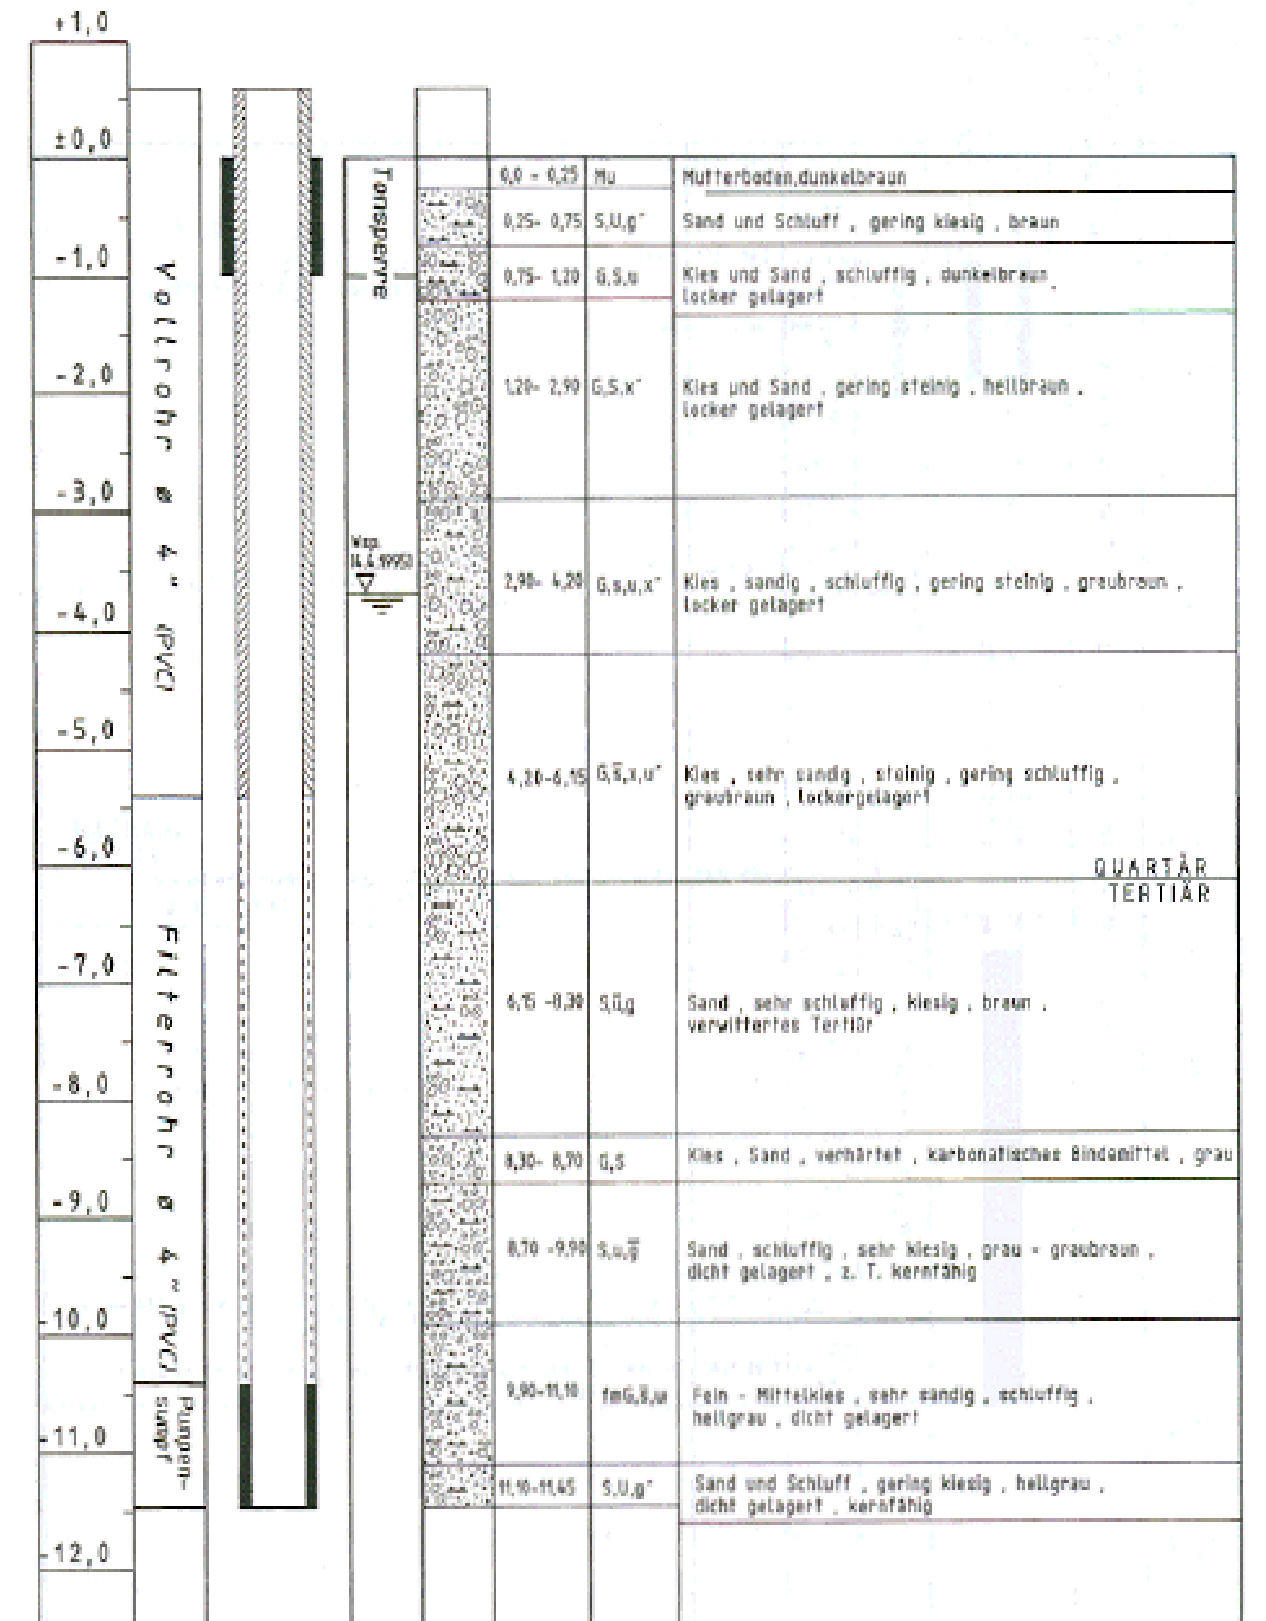 +1,0
±0,0
-1,0
-2,0
-3,0
-4,0
-5,0
-6,0
-7,0
-8,0
-9,0
-10,0
-11,0
-12,0
Vollrohr ø 4" (PVC)
Filterrohr ø 4" (PVC)
Pumpen-
sumpf
Tonsperre
Wsp.
0,0 - 0,25 Mu Mutterboden,dunkelbraun
0,25- 0,75 S,U,g' Sand und Schluff , gering kiesig , braun
0,75- 1,20 G,S,u Kies und Sand , schluffig , dunkelbraun
locker gelagert
1,20- 2,90 G,S,x' Kies und Sand , gering steinig , hellbraun ,
locker gelagert
2,90- 4,20 G,s,u,x' Kies , sandig , schluffig , gering steinig , graubraun ,
locker gelagert
4,20-6,15 G,s̄,x,u' Kies , sehr sandig , steinig , gering schluffig ,
graubraun , lockergelagert
QUARTÄR
TERTIÄR
6,15 -8,30 S,ū,g Sand , sehr schluffig , kiesig , braun ,
verwittertes Tertiär
8,30- 8,70 G,S Kies , Sand , verhärtet , karbonatisches Bindemittel , grau
8,70 -9,90 S,u,ḡ Sand , schluffig , sehr kiesig , grau - graubraun ,
dicht gelagert , z. T. kernfähig
9,90-11,10 fmG,s̄,u Fein - Mittelkies , sehr sandig , schluffig ,
hellgrau , dicht gelagert
11,10-11,45 S,U,g' Sand und Schluff , gering kiesig , hellgrau ,
dicht gelagert , kernfähig